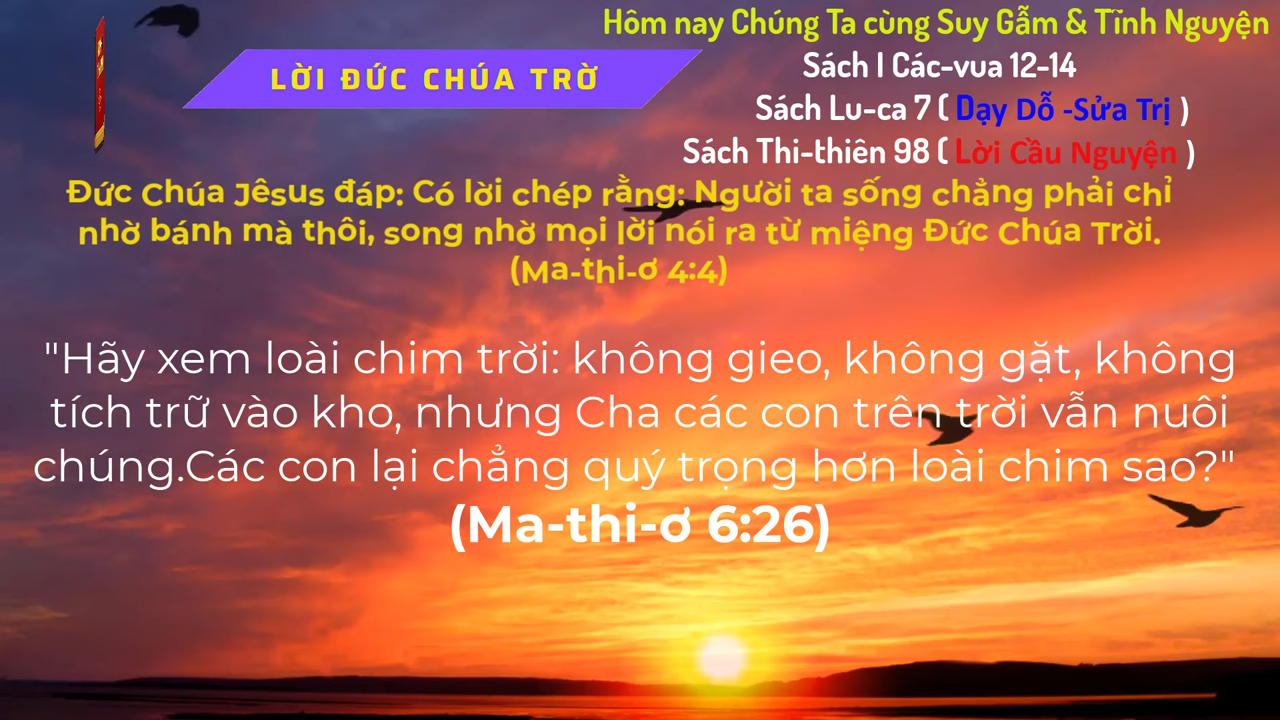 Hôm nay Chúng Ta cùng Suy Gẫm & Tĩnh Nguyện
LỜI ĐỨC CHÚA TRỜ
Sách I Các-vua 12-14
Sách Lu-ca 7 ( Dạy Dỗ -Sửa Trị )
Sách Thi-thiên 98 ( Lời Cầu Nguyện )
Đức Chúa Jêsus đáp: Có lời chép rằng: Người ta sống chẳng phải chỉ
nhờ bánh mà thôi, song nhờ mọi lời nói ra từ miệng Đức Chúa Trời.
(Ma-thi-ơ 4:4)
"Hãy xem loài chim trời: không gieo, không gặt, không
tích trữ vào kho, nhưng Cha các con trên trời vẫn nuôi
chúng.Các con lại chẳng quý trọng hơn loài chim sao?"
(Ma-thi-ơ 6:26)